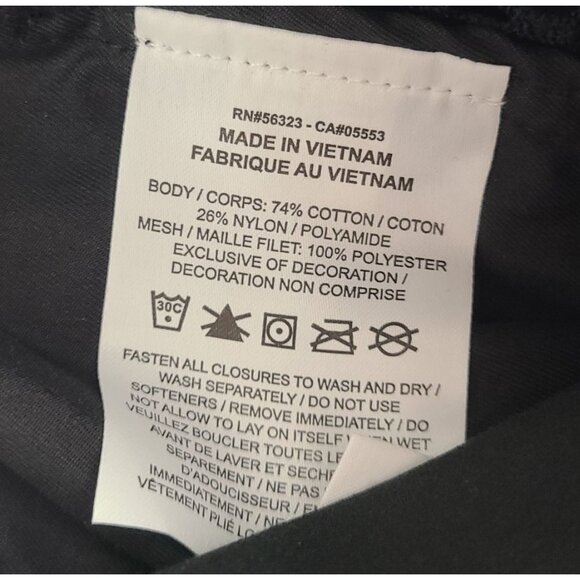 RN#56323 - CA#05553
MADE IN VIETNAM
FABRIQUE AU VIETNAM
BODY / CORPS: 74% COTTON / COTON
26% NYLON / POLYAMIDE
MESH / MAILLE FILET: 100% POLYESTER
EXCLUSIVE OF DECORATION /
DECORATION NON COMPRISE
30C
FASTEN ALL CLOSURES TO WASH AND DRY /
WASH SEPARATELY / DO NOT USE
SOFTENERS / REMOVE IMMEDIATELY / DO
NOT ALLOW TO LAY ON ITSELF WHEN WET
VEUILLEZ BOUCLER TOUTES
AVANT DE LAVER ET
SEPAREMENT / NE PAS
D'ADOUCISSEUR /
IMMEDIATEMENT / NE
VÊTEMENT PLIÉ